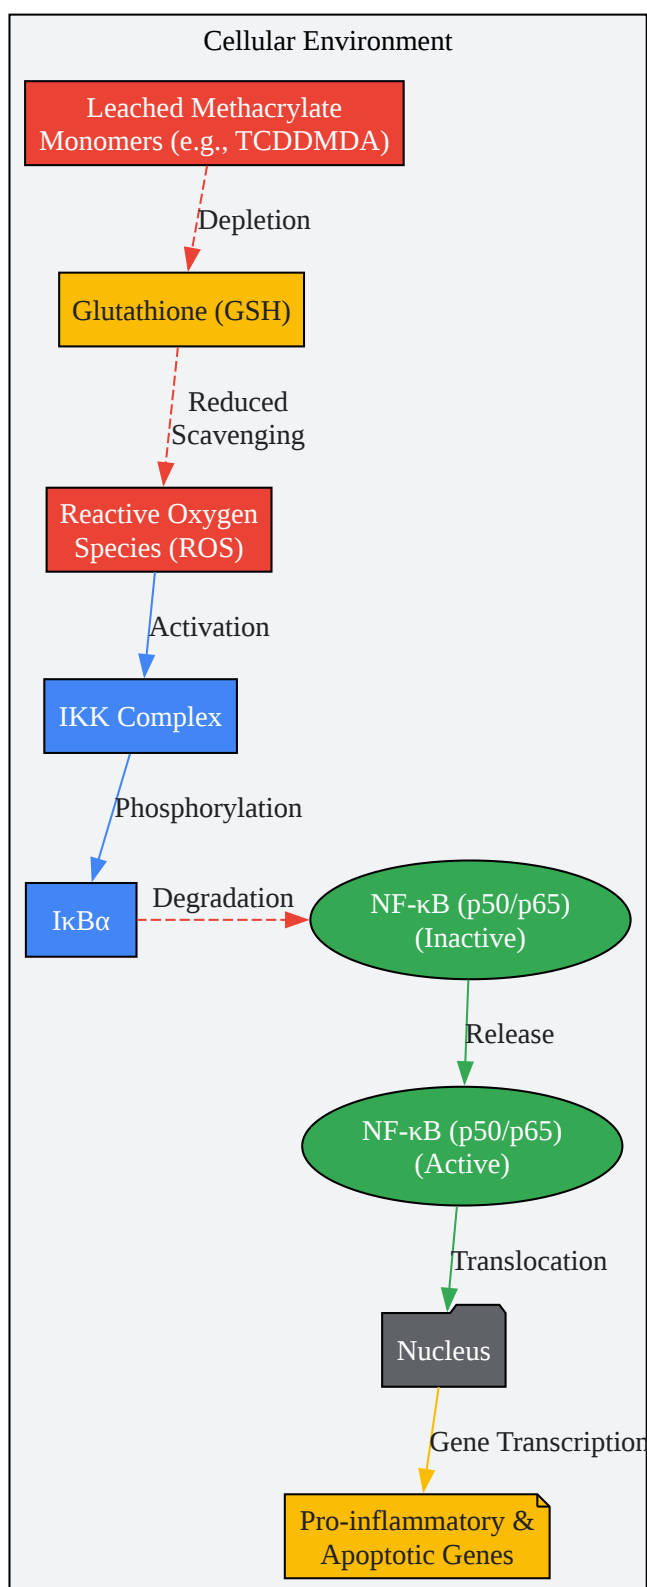 Cellular Environment
Leached Methacrylate
Monomers (e.g., TCDDMDA)
Depletion
Glutathione (GSH)
Reduced
Scavenging
Reactive Oxygen
Species (ROS)
Activation
IKK Complex
Phosphorylation
IκBα
Degradation
NF-κB (p50/p65)
(Inactive)
Release
NF-κB (p50/p65)
(Active)
Translocation
Nucleus
Gene Transcription
Pro-inflammatory &
Apoptotic Genes